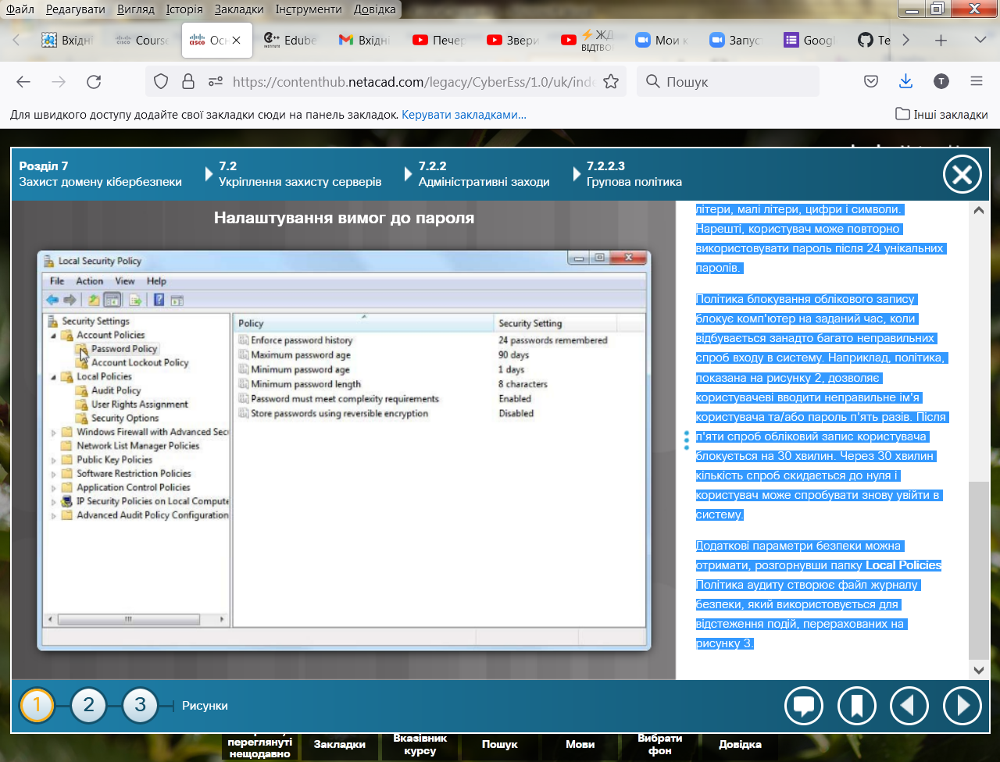 Файл Редагувати Вигляд Історія Закладки Інструменти Довідка
Вхідні Course Осн Edube Вхідні Печер Звери ЖД Мои к Запус Googl Te
https://contenthub.netacad.com/legacy/CyberEss/1.0/uk/inde
Пошук
T
Для швидкого доступу додайте свої закладки сюди на панель закладок. Керувати закладками...
Інші закладки
Розділ 7
Захист домену кібербезпеки
7.2
Укріплення захисту серверів
7.2.2
Адміністративні заходи
7.2.2.3
Групова політика
Налаштування вимог до пароля
Local Security Policy
File Action View Help
Security Settings
Account Policies
Password Policy
Account Lockout Policy
Local Policies
Audit Policy
User Rights Assignment
Security Options
Windows Firewall with Advanced Secu
Network List Manager Policies
Public Key Policies
Software Restriction Policies
Application Control Policies
IP Security Policies on Local Compute
Advanced Audit Policy Configuration
Policy Security Setting
Enforce password history 24 passwords remembered
Maximum password age 90 days
Minimum password age 1 days
Minimum password length 8 characters
Password must meet complexity requirements Enabled
Store passwords using reversible encryption Disabled
літери, малі літери, цифри і символи.
Нарешті, користувач може повторно
використовувати пароль після 24 унікальних
паролів.
Політика блокування облікового запису
блокує комп'ютер на заданий час, коли
відбувається занадто багато неправильних
спроб входу в систему. Наприклад, політика,
показана на рисунку 2, дозволяє
користувачеві вводити неправильне ім'я
користувача та/або пароль п'ять разів. Після
п'яти спроб обліковий запис користувача
блокується на 30 хвилин. Через 30 хвилин
кількість спроб скидається до нуля і
користувач може спробувати знову увійти в
систему.
Додаткові параметри безпеки можна
отримати, розгорнувши папку Local Policies
Політика аудиту створює файл журналу
безпеки, який використовується для
відстеження подій, перерахованих на
рисунку 3.
1 2 3 Рисунки
переглянуті
нещодавно
Закладки
Вказівник
курсу
Пошук
Мови
Вибрати
фон
Довідка